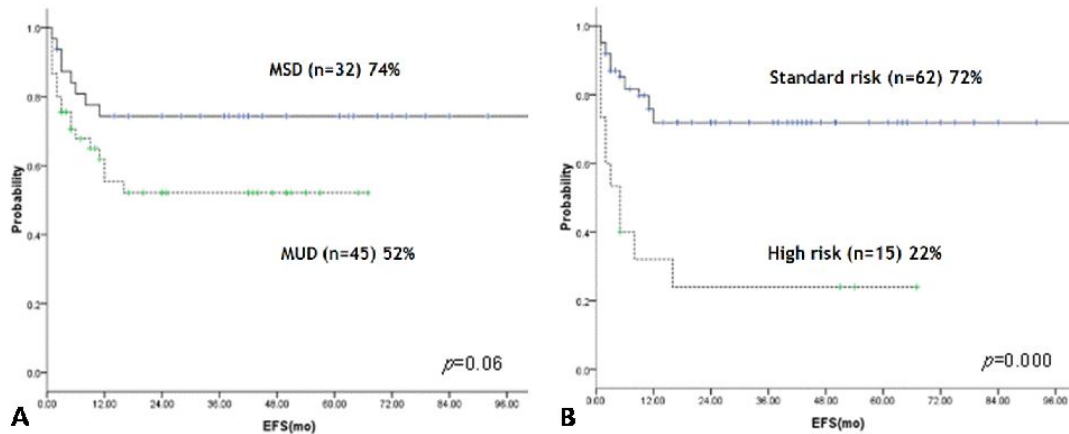 1.0
0.8
0.6
0.4
0.2
0.0
Probability
MSD (n=32) 74%
MUD (n=45) 52%
p=0.06
0.00 12.00 24.00 36.00 48.00 60.00 72.00 84.00 96.00
EFS(mo)
A
1.0
0.8
0.6
0.4
0.2
0.0
Probability
Standard risk (n=62) 72%
High risk (n=15) 22%
p=0.000
0.00 12.00 24.00 36.00 48.00 60.00 72.00 84.00 96.00
EFS(mo)
B